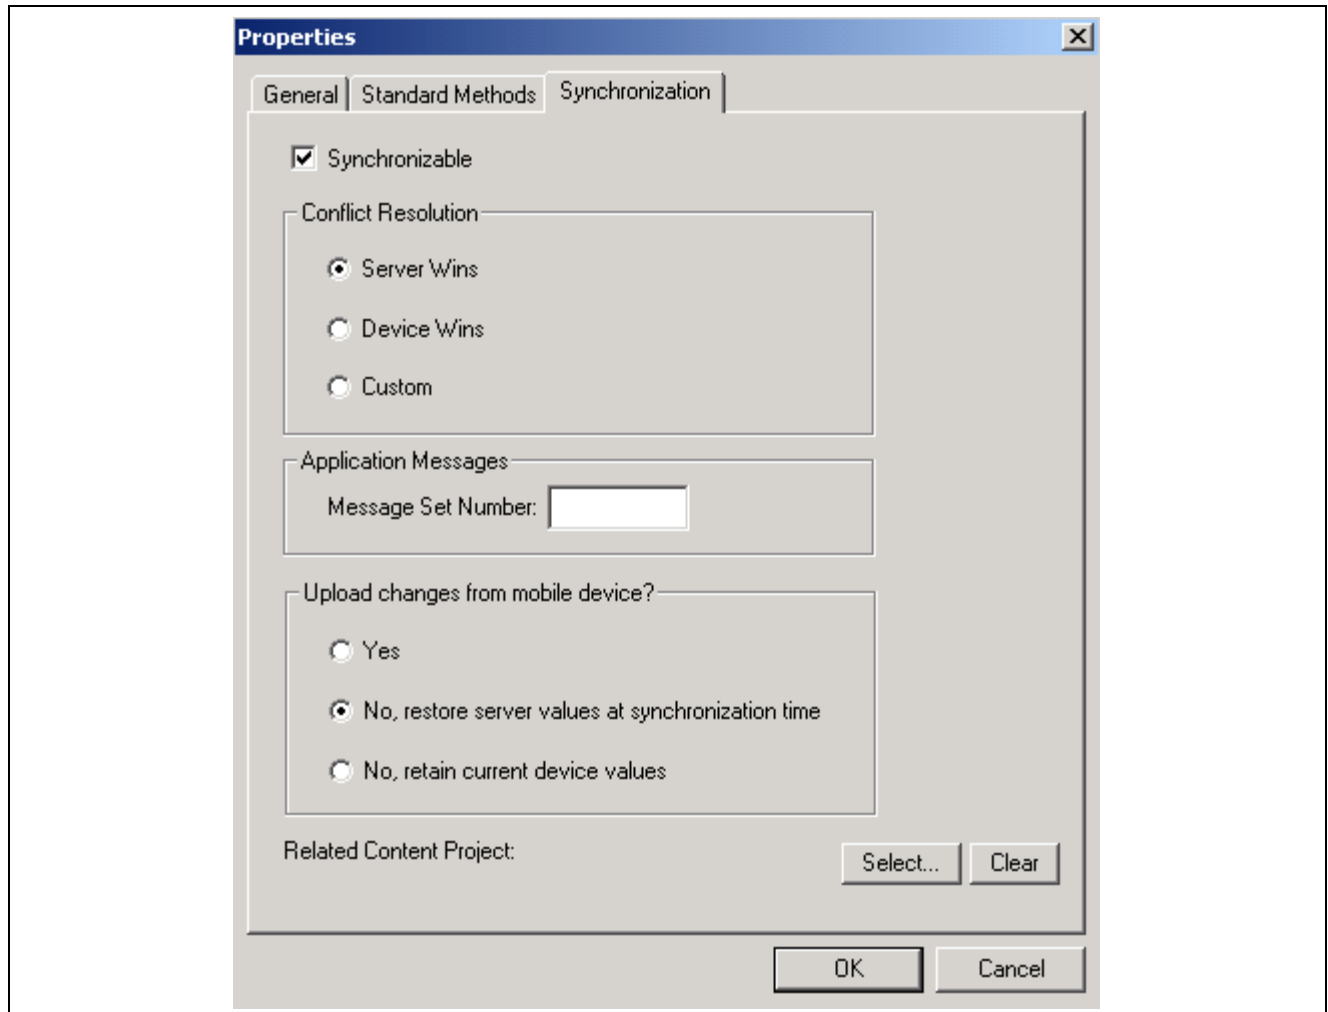 Properties
General
Standard Methods
Synchronization
Synchronizable
Conflict Resolution
Server Wins
Device Wins
Custom
Application Messages
Message Set Number:
Upload changes from mobile device?
Yes
No, restore server values at synchronization time
No, retain current device values
Related Content Project:
Select...
Clear
OK
Cancel